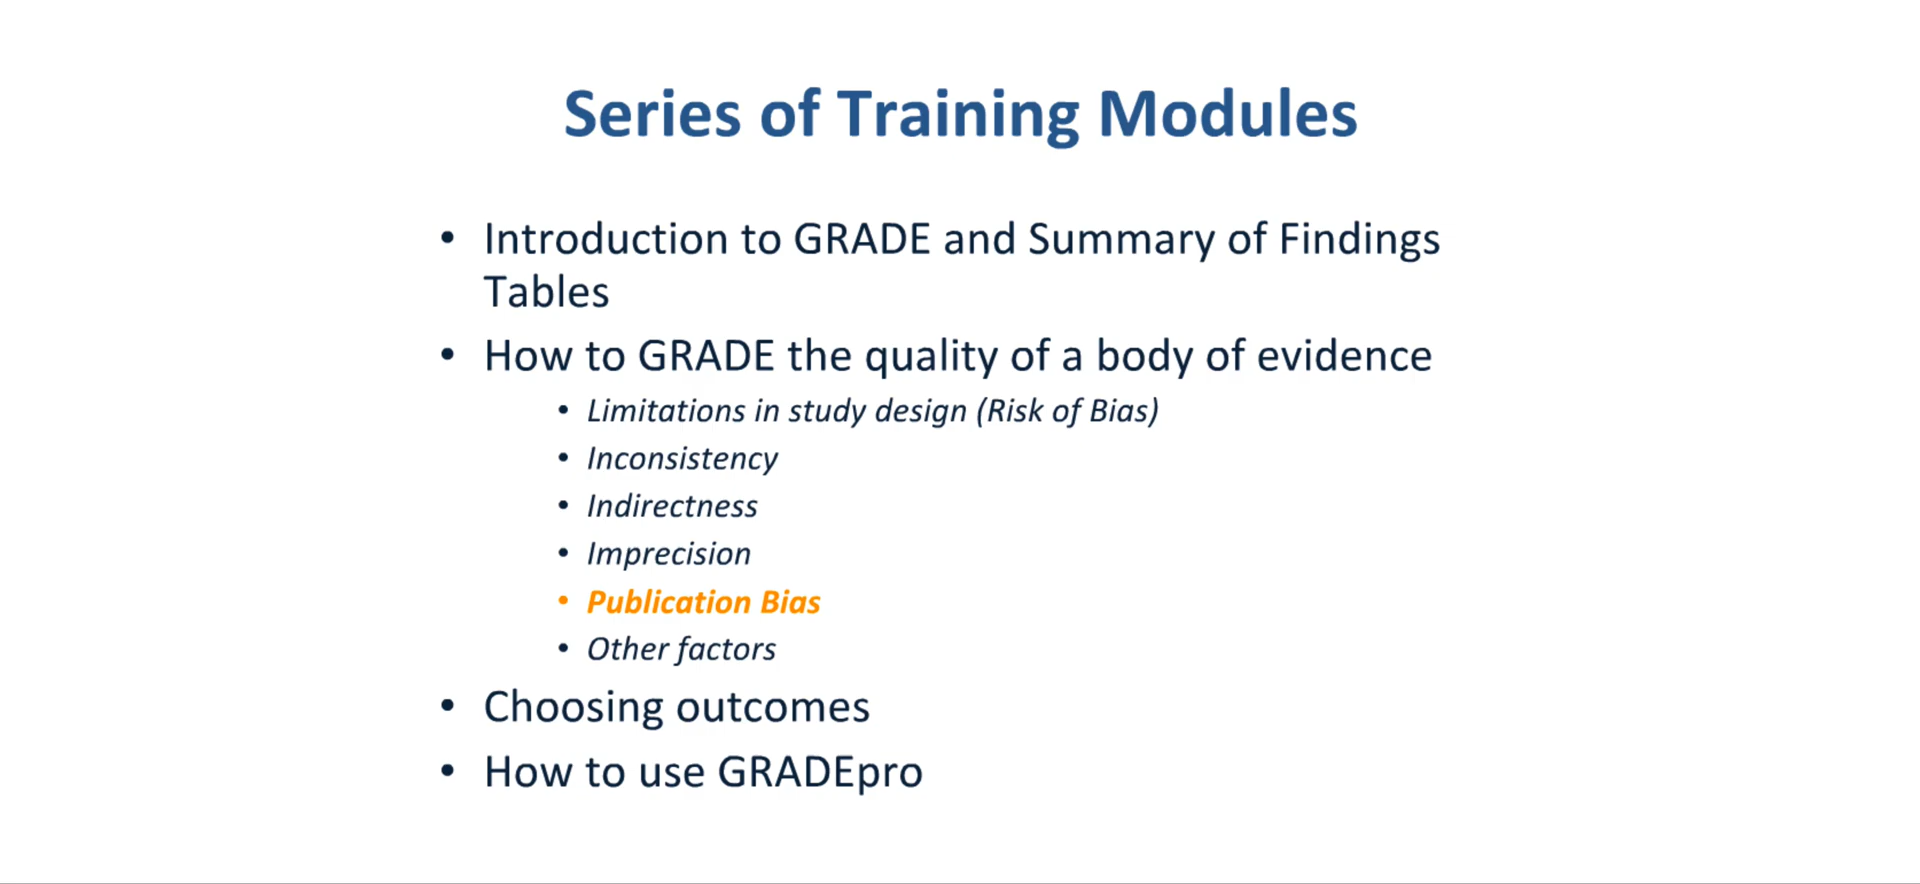 Series of Training Modules
• Introduction to GRADE and Summary of Findings
Tables
• How to GRADE the quality of a body of evidence
• Limitations in study design (Risk of Bias)
• Inconsistency
• Indirectness
• Imprecision
• Publication Bias
• Other factors
• Choosing outcomes
• How to use GRADEpro